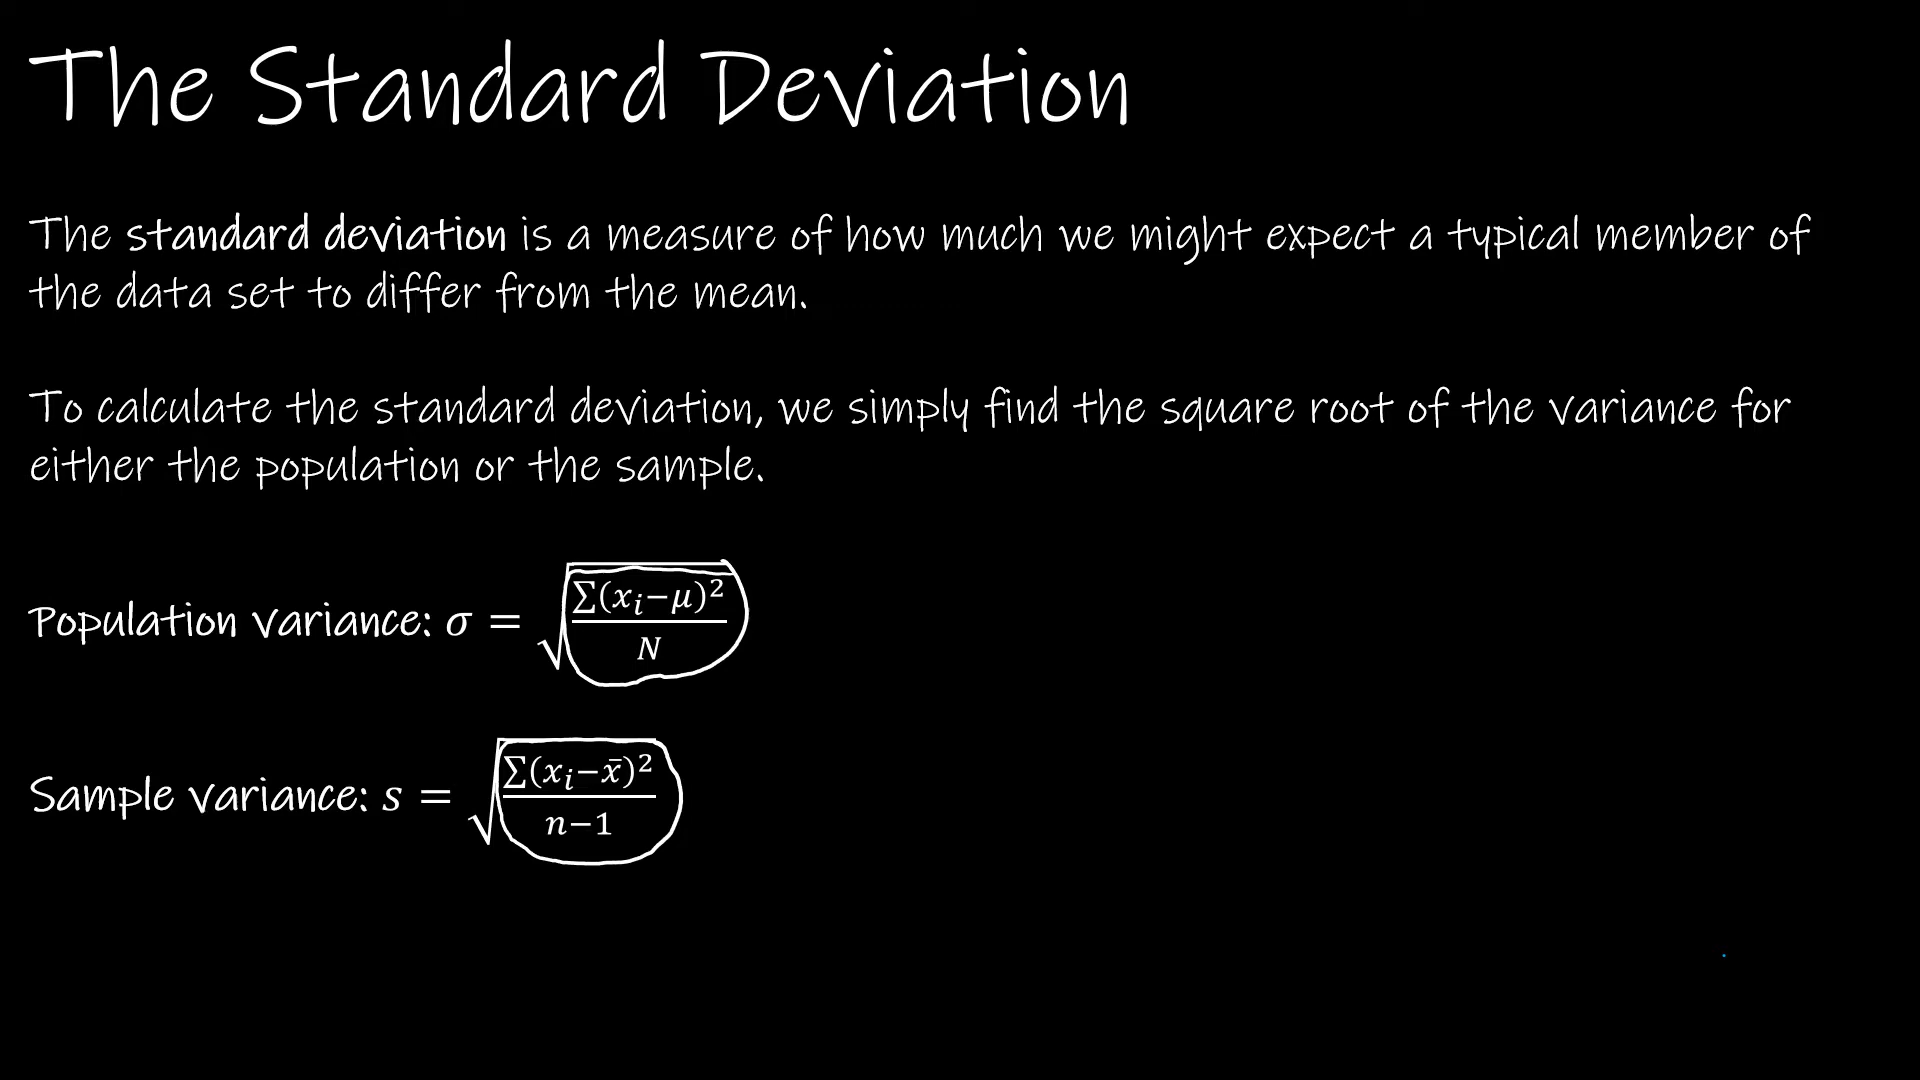 The Standard Deviation
The standard deviation is a measure of how much we might expect a typical member of
the data set to differ from the mean.
To calculate the standard deviation, we simply find the square root of the variance for
either the population or the sample.
Population variance: σ = √(∑(xᵢ−μ)²/N)
Sample variance: s = √(∑(xᵢ−x̄)²/n−1)